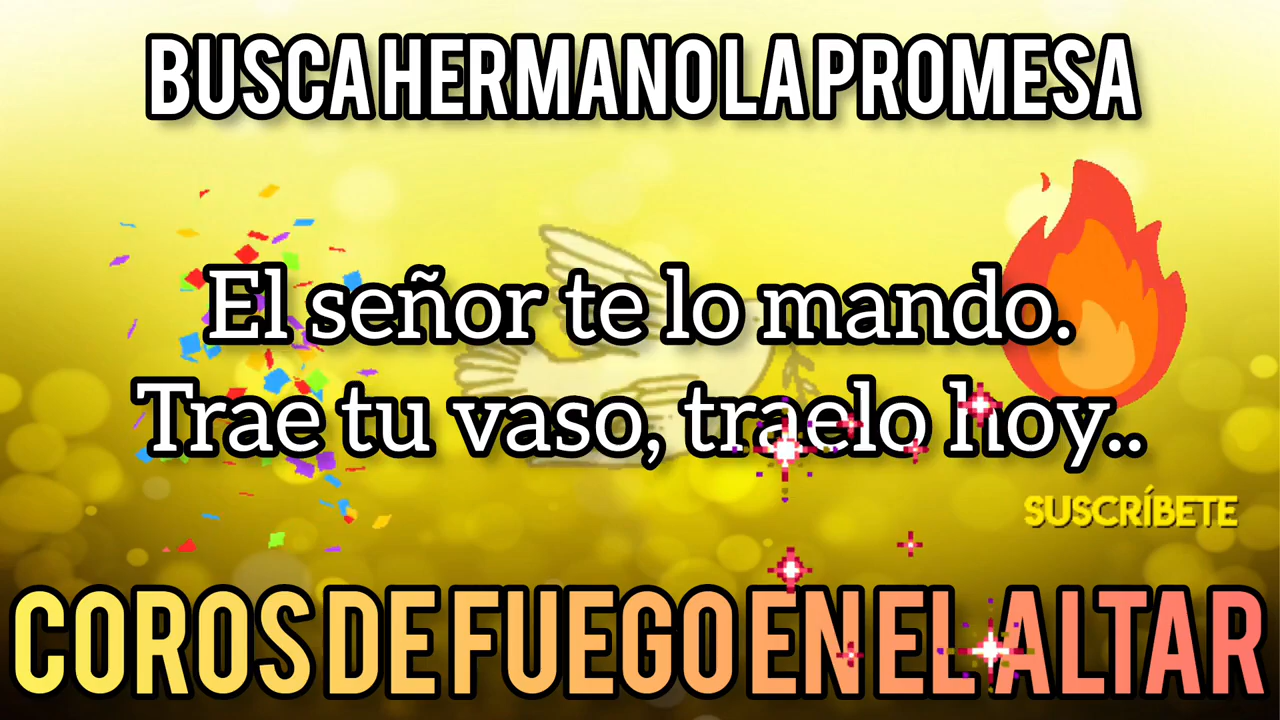 BUSCA HERMANO LA PROMESA
El señor te lo mando.
Trae tu vaso, traelo hoy..
SUSCRÍBETE
COROS DE FUEGO EN EL ALTAR